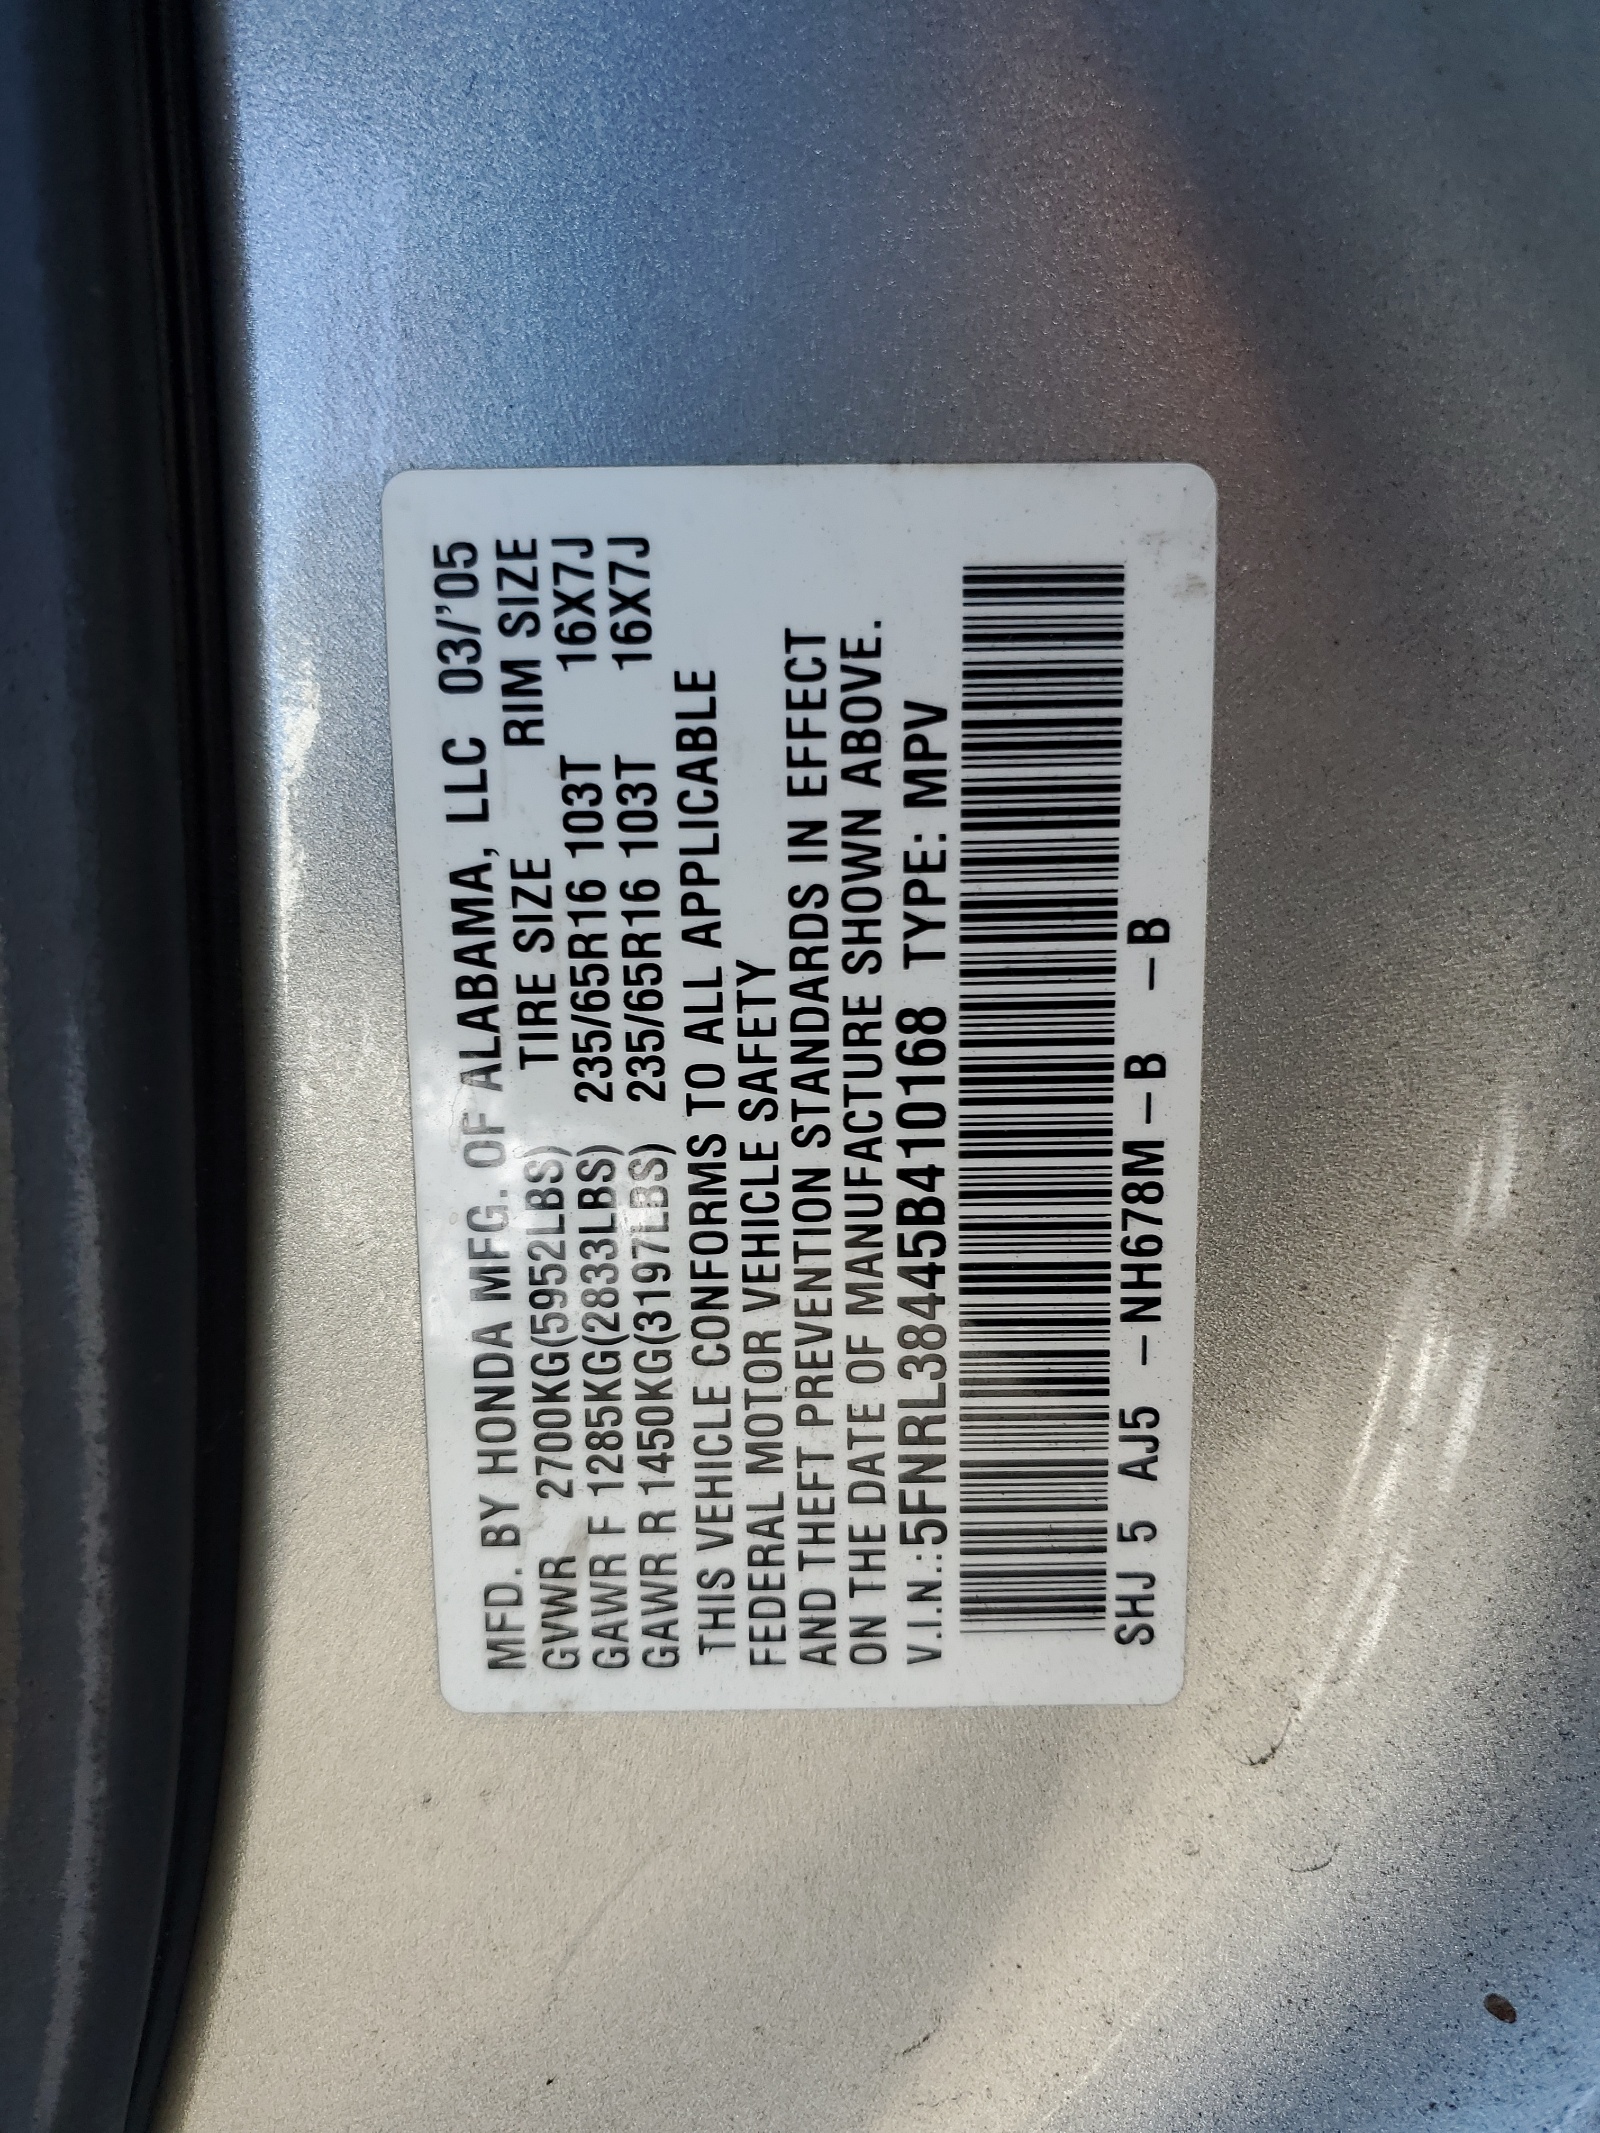 MFD. BY HONDA MFG. OF ALABAMA, LLC 03/'05
GVWR 2700KG(5952LBS) TIRE SIZE RIM SIZE
GAWR F 1285KG(2833LBS) 235/65R16 103T 16X7J
GAWR R 1450KG(3197LBS) 235/65R16 103T 16X7J
THIS VEHICLE CONFORMS TO ALL APPLICABLE
FEDERAL MOTOR VEHICLE SAFETY
AND THEFT PREVENTION STANDARDS IN EFFECT
ON THE DATE OF MANUFACTURE SHOWN ABOVE.
V.I.N.:5FNRL38445B410168 TYPE: MPV
SHJ 5 AJ5 -NH678M-B -B